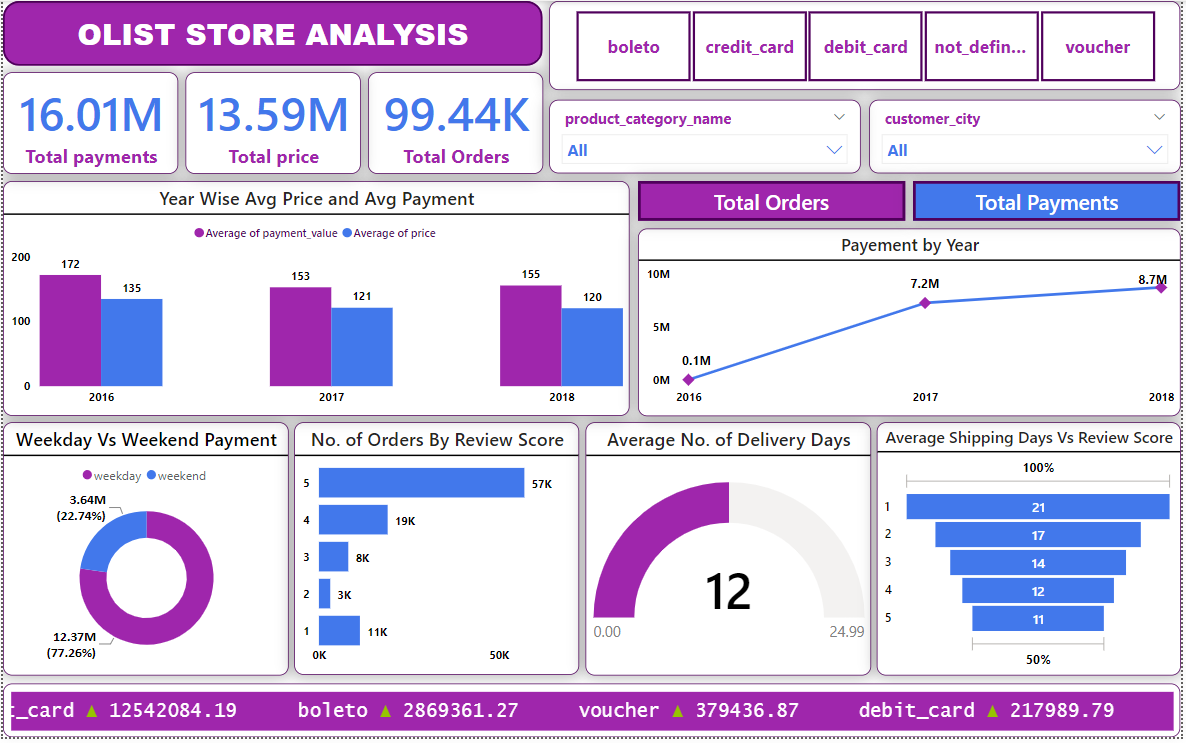 OLIST STORE ANALYSIS
boleto
credit_card
debit_card
not_defin...
voucher
16.01M
Total payments
13.59M
Total price
99.44K
Total Orders
product_category_name
All
customer_city
All
Year Wise Avg Price and Avg Payment
Average of payment_value Average of price
200
100
0
172
135
153
121
155
120
2016
2017
2018
Total Orders
Total Payments
Payement by Year
10M
5M
0M
0.1M
7.2M
8.7M
2016
2017
2018
Weekday Vs Weekend Payment
weekday weekend
3.64M
(22.74%)
12.37M
(77.26%)
No. of Orders By Review Score
5 57K
4 19K
3 8K
2 3K
1 11K
0K 50K
Average No. of Delivery Days
12
0.00 24.99
Average Shipping Days Vs Review Score
100%
1 21
2 17
3 14
4 12
5 11
50%
t_card ▲ 12542084.19 boleto ▲ 2869361.27 voucher ▲ 379436.87 debit_card ▲ 217989.79